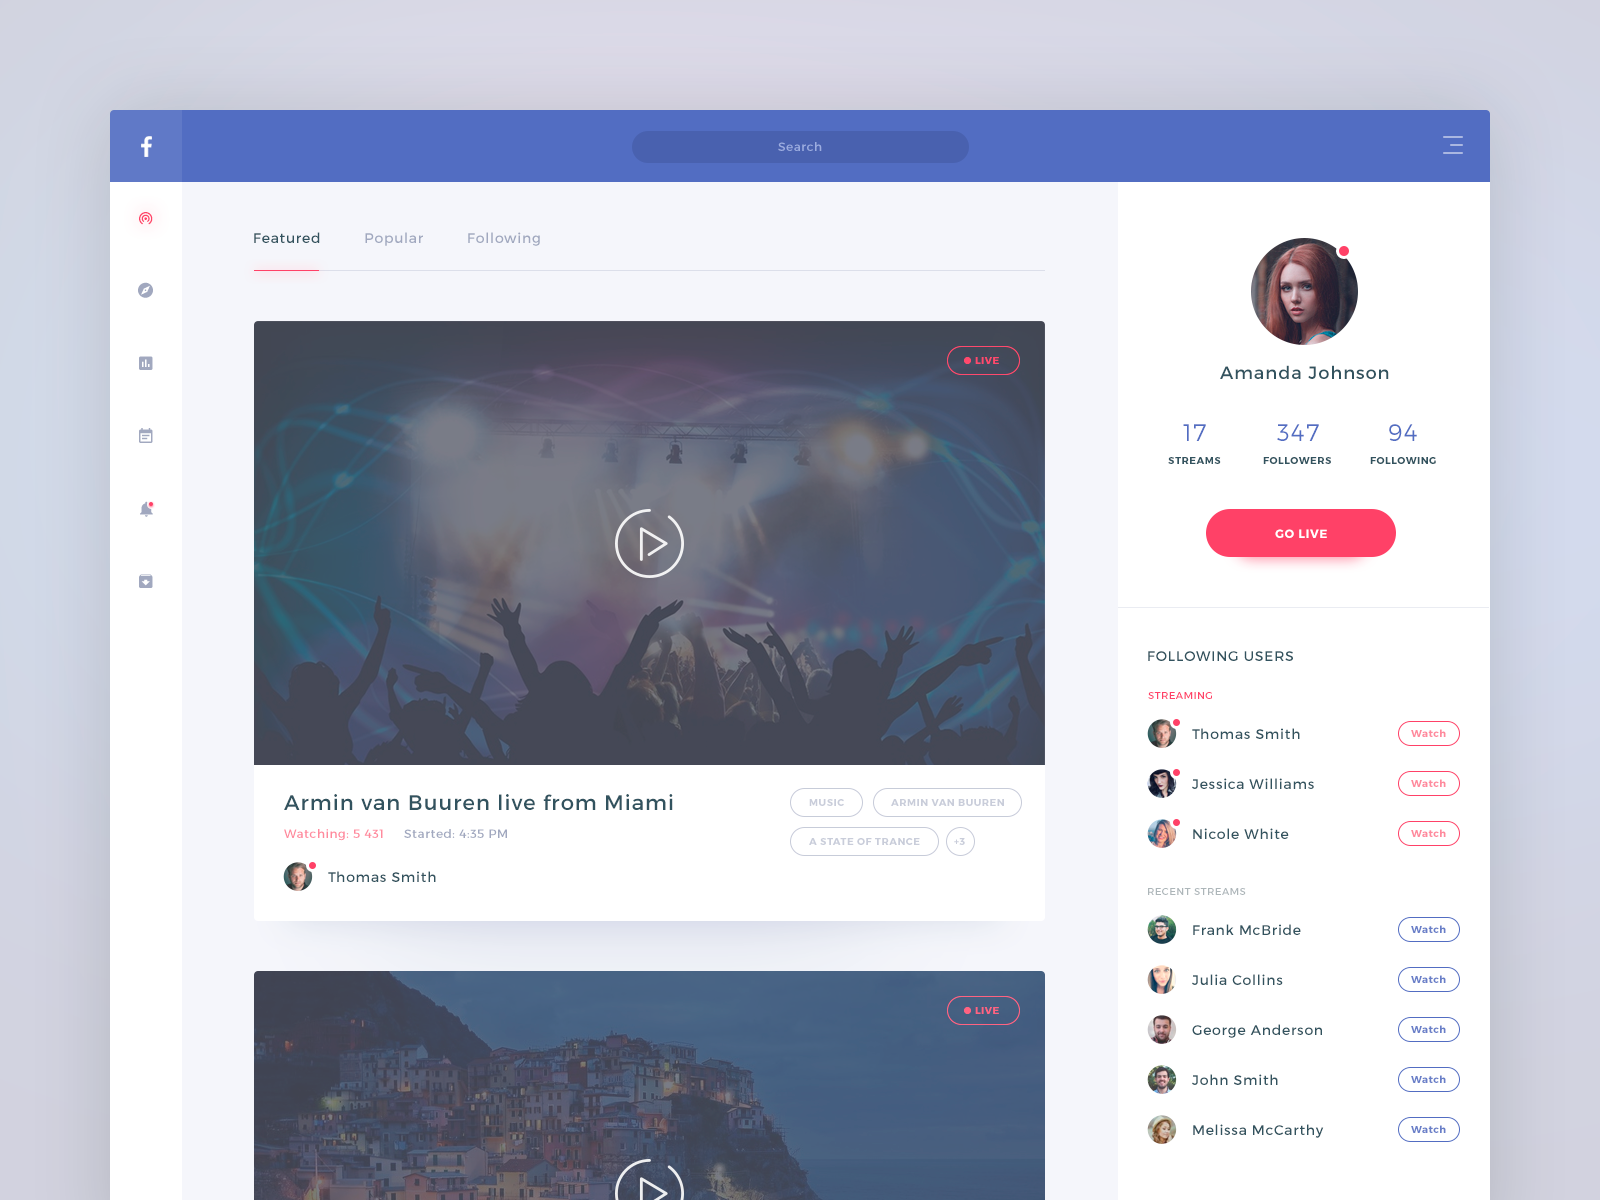 f
Search
Featured
Popular
Following
LIVE
Armin van Buuren live from Miami
Watching: 5 431
Started: 4:35 PM
Thomas Smith
MUSIC
ARMIN VAN BUUREN
A STATE OF TRANCE
+3
LIVE
Amanda Johnson
17
STREAMS
347
FOLLOWERS
94
FOLLOWING
GO LIVE
FOLLOWING USERS
STREAMING
Thomas Smith
Watch
Jessica Williams
Watch
Nicole White
Watch
RECENT STREAMS
Frank McBride
Watch
Julia Collins
Watch
George Anderson
Watch
John Smith
Watch
Melissa McCarthy
Watch